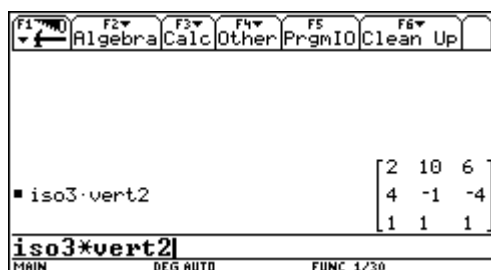 F1 F2 F3 F4 F5 F6
Algebra Calc Other PrgmIO Clean Up
2 10 6
iso3·vert2 4 -1 -4
1 1 1
iso3*vert2
MAIN DEG AUTO FUNC 1/30